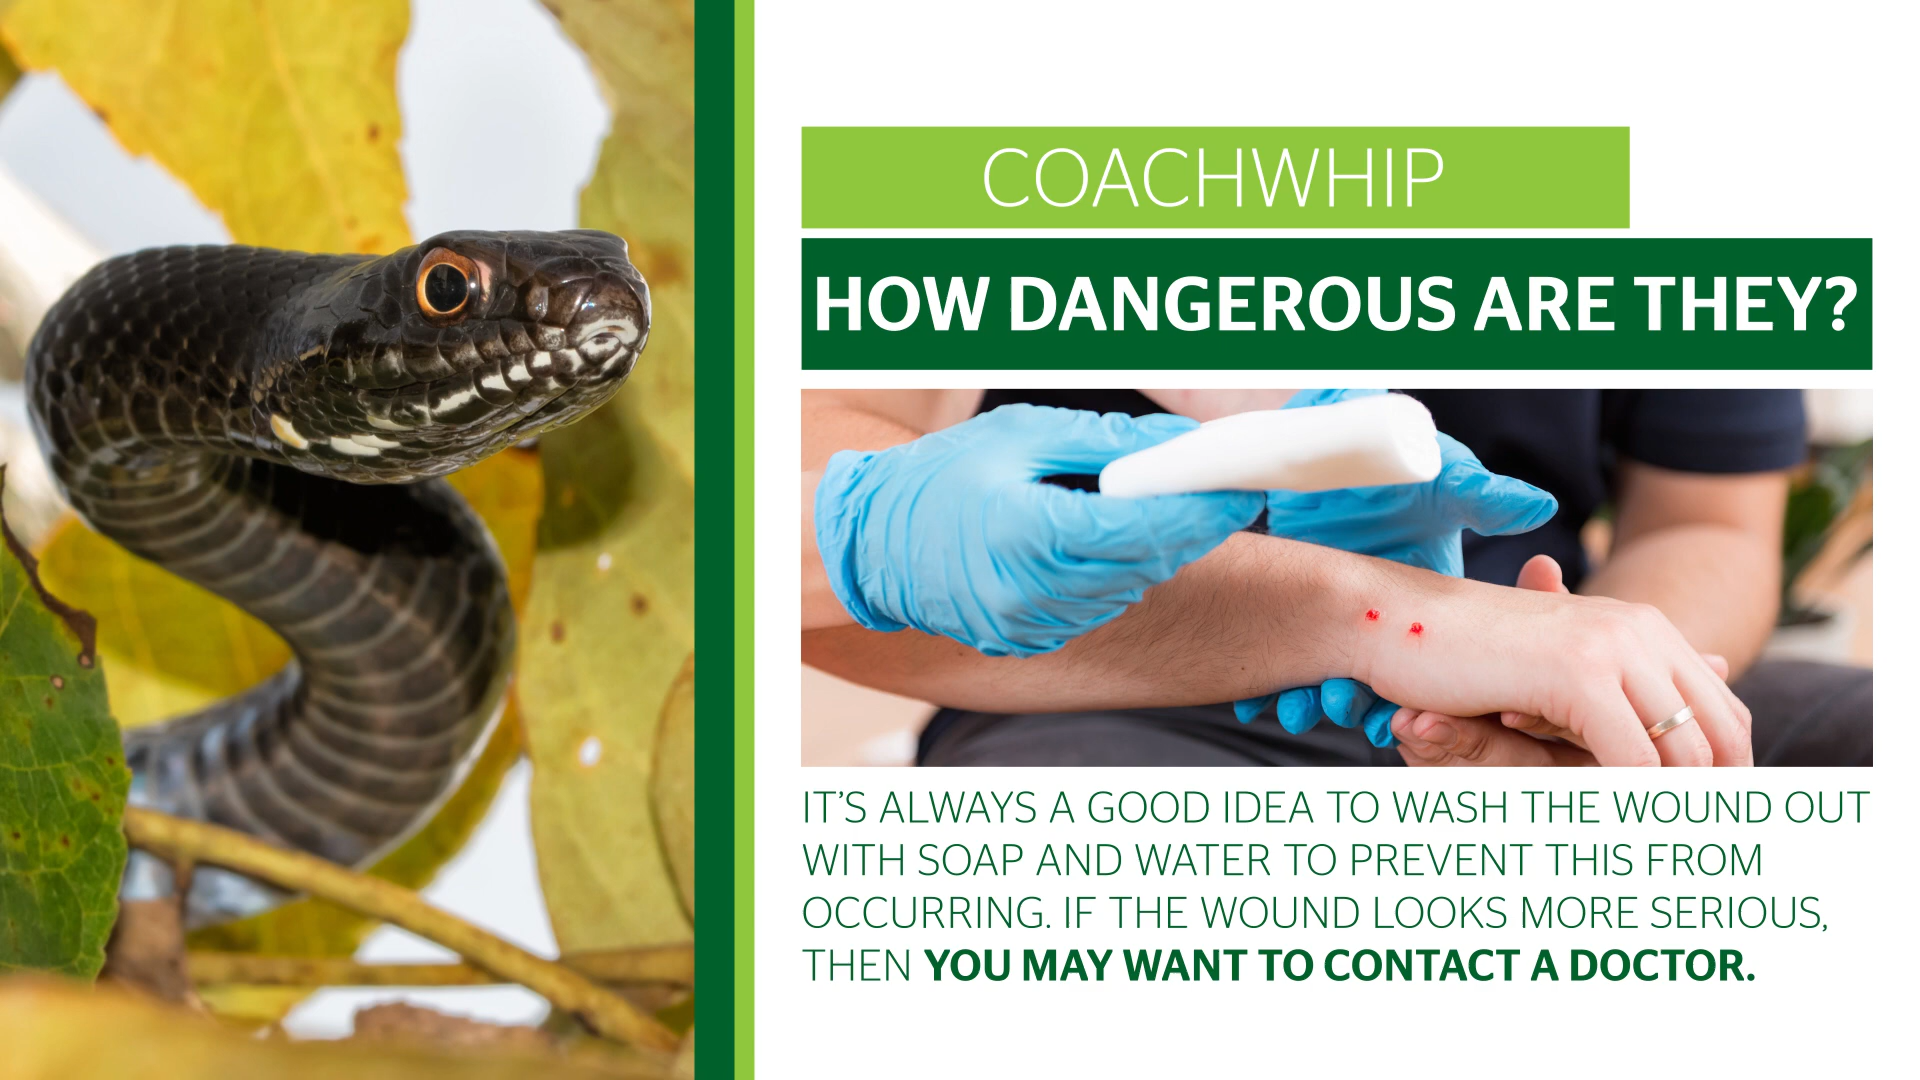 COACHWHIP
HOW DANGEROUS ARE THEY?
IT’S ALWAYS A GOOD IDEA TO WASH THE WOUND OUT
WITH SOAP AND WATER TO PREVENT THIS FROM
OCCURRING. IF THE WOUND LOOKS MORE SERIOUS,
THEN YOU MAY WANT TO CONTACT A DOCTOR.